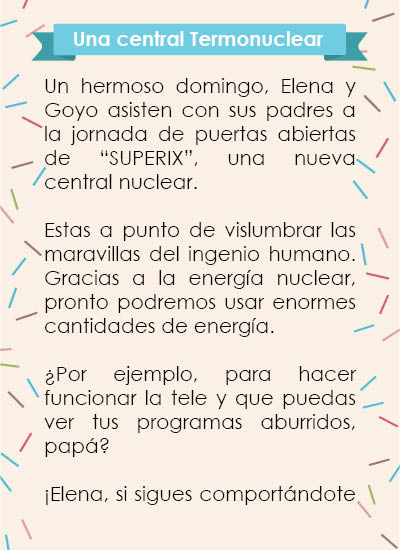 Una central Termonuclear
Un hermoso domingo, Elena y
Goyo asisten con sus padres a
la jornada de puertas abiertas
de “SUPERIX”, una nueva
central nuclear.
Estas a punto de vislumbrar las
maravillas del ingenio humano.
Gracias a la energía nuclear,
pronto podremos usar enormes
cantidades de energía.
¿Por ejemplo, para hacer
funcionar la tele y que puedas
ver tus programas aburridos,
papá?
¡Elena, si sigues comportándote